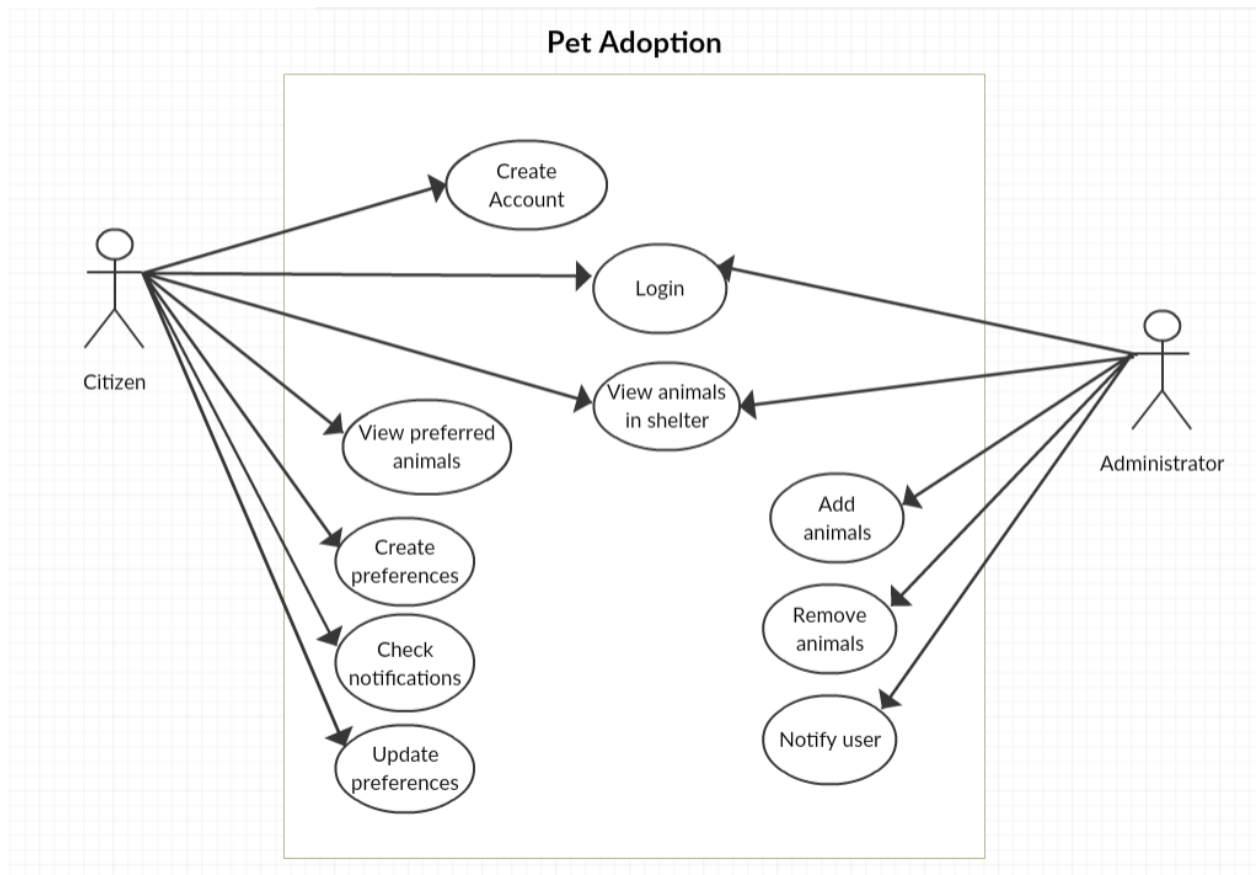 Pet Adoption
Create
Account
Login
Citizen
View animals
in shelter
View preferred
animals
Administrator
Add
animals
Create
preferences
Remove
animals
Check
notifications
Notify user
Update
preferences